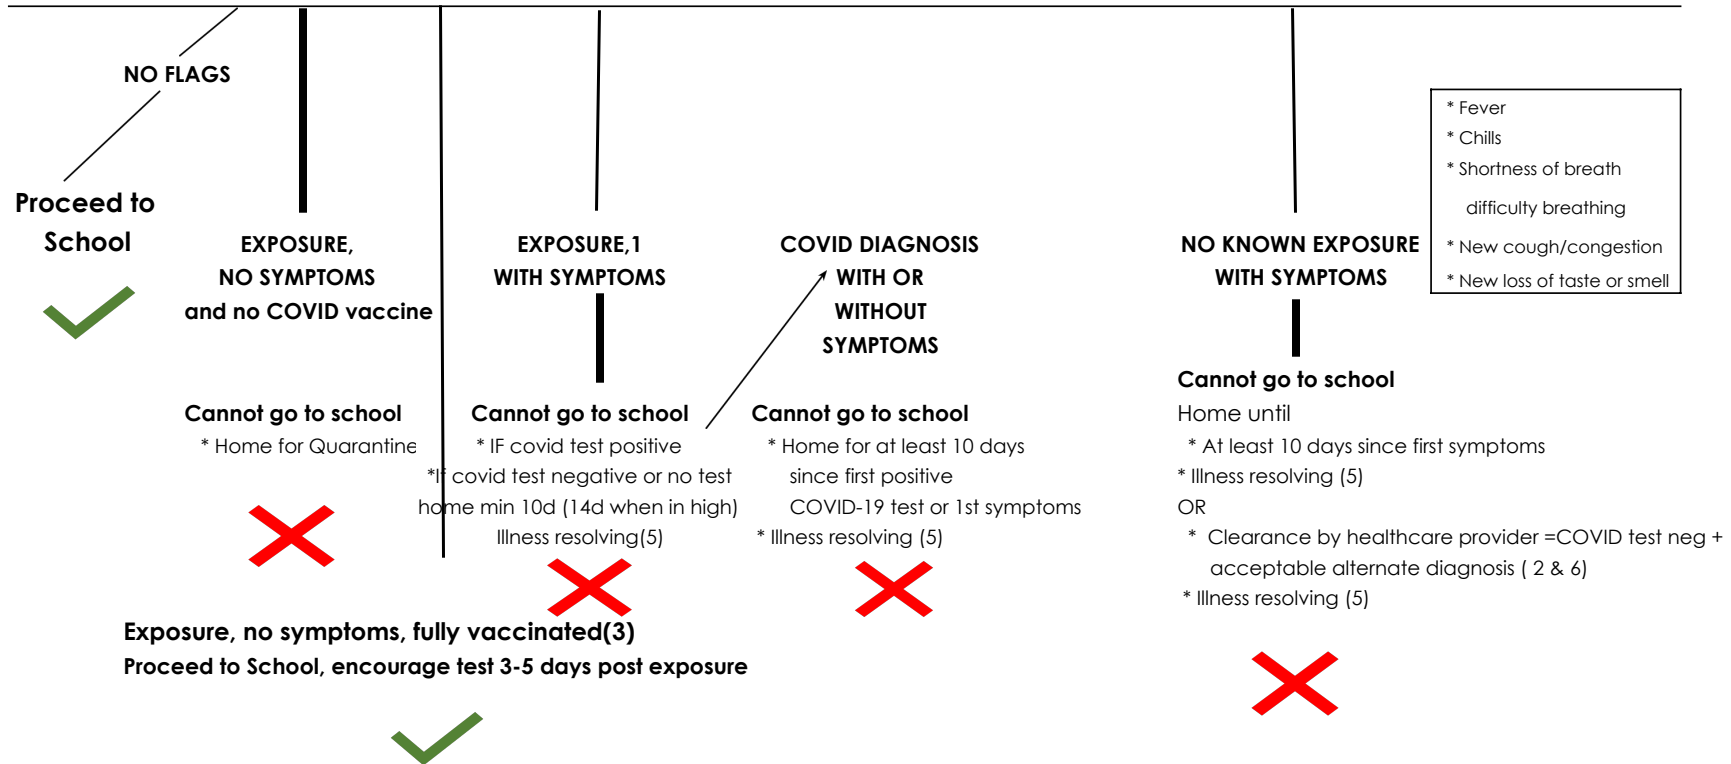 NO FLAGS
Proceed to
School
EXPOSURE,
NO SYMPTOMS
and no COVID vaccine
Cannot go to school
* Home for Quarantine
EXPOSURE,1
WITH SYMPTOMS
Cannot go to school
* IF covid test positive
*If covid test negative or no test
home min 10d (14d when in high)
Illness resolving(5)
COVID DIAGNOSIS
WITH OR
WITHOUT
SYMPTOMS
Cannot go to school
* Home for at least 10 days
since first positive
COVID-19 test or 1st symptoms
* Illness resolving (5)
NO KNOWN EXPOSURE
WITH SYMPTOMS
Cannot go to school
Home until
* At least 10 days since first symptoms
* Illness resolving (5)
OR
* Clearance by healthcare provider =COVID test neg +
acceptable alternate diagnosis ( 2 & 6)
* Illness resolving (5)
* Fever
* Chills
* Shortness of breath
difficulty breathing
* New cough/congestion
* New loss of taste or smell
Exposure, no symptoms, fully vaccinated(3)
Proceed to School, encourage test 3-5 days post exposure